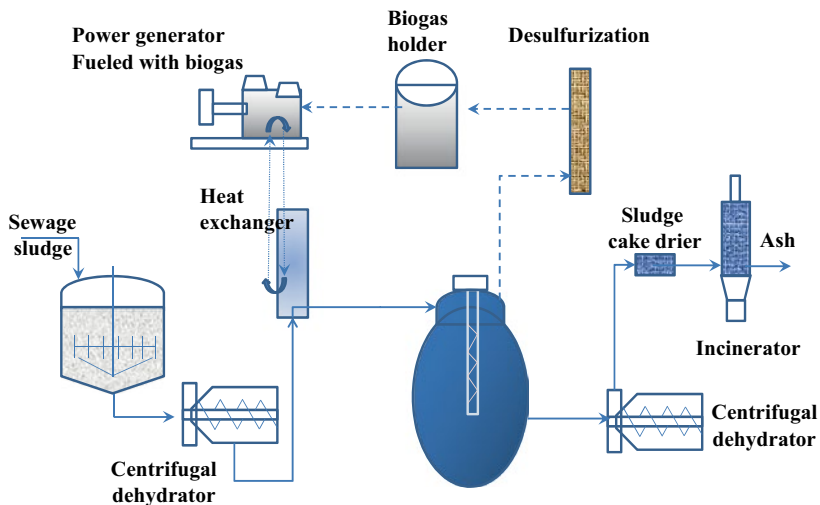 Power generator
Fueled with biogas
Biogas
holder
Desulfurization
Heat
exchanger
Sewage
sludge
Sludge
cake drier
Ash
Incinerator
Centrifugal
dehydrator
Centrifugal
dehydrator